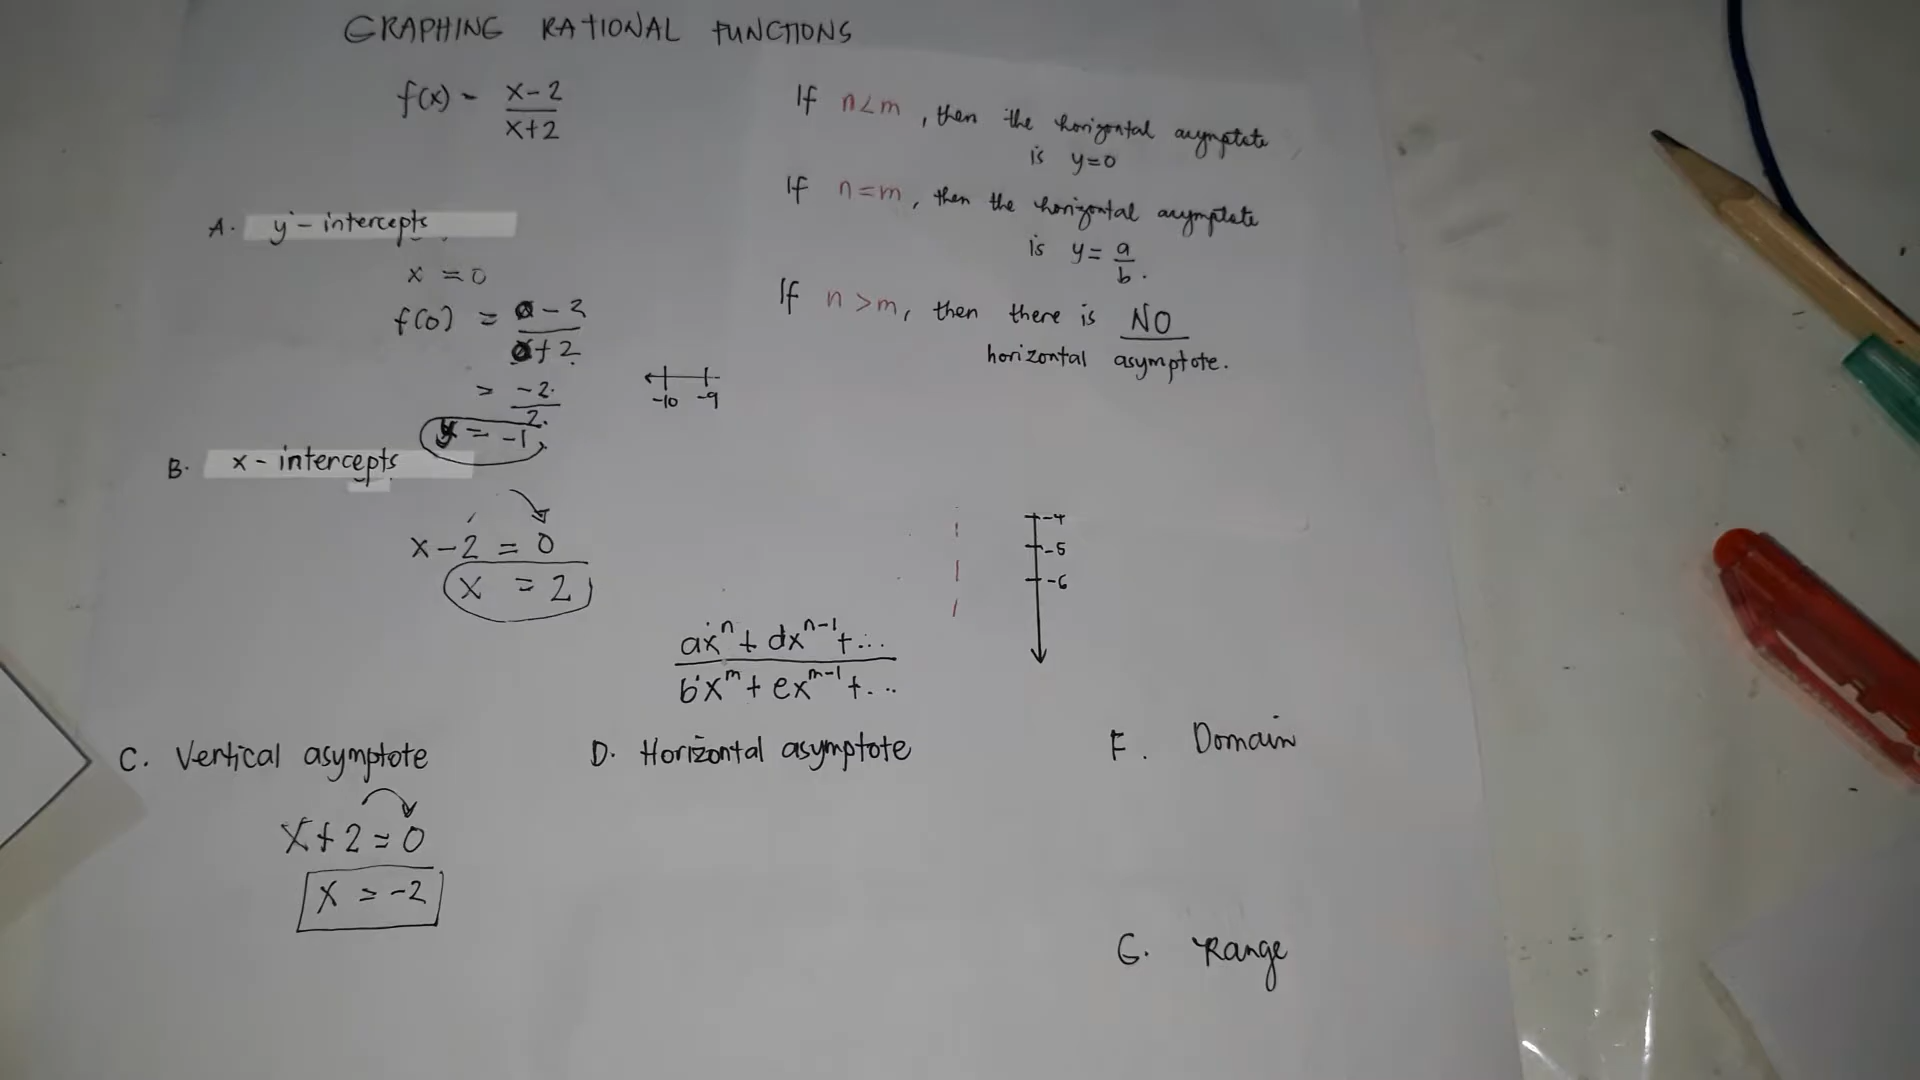 GRAPHING RATIONAL FUNCTIONS
f(x) - x-2
x+2
If n<m, then the horizontal asymptote
is y=0
If n=m, then the horizontal asymptote
is y= a
b.
If n>m, then there is NO
horizontal asymptote.
A. y-intercepts
x =0
f(0) = 0-2
0+2
= -2
2
y = -1
-10 -9
B. x-intercepts
x-2 = 0
x = 2
-4
-5
-6
axⁿ + dxⁿ⁻¹ + ...
bxᵐ + exᵐ⁻¹ + ...
C. Vertical asymptote
x+2=0
x = -2
D. Horizontal asymptote
F. Domain
G. Range